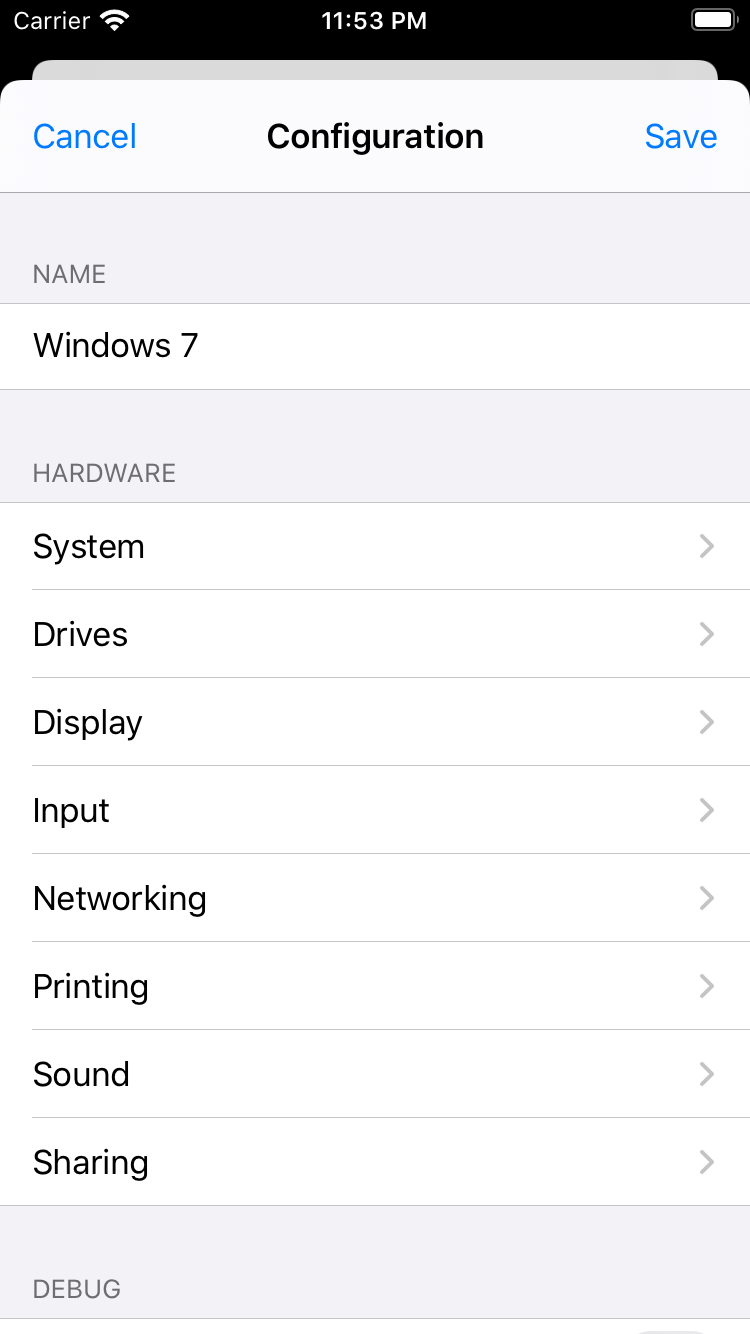 Carrier 11:53 PM
Cancel Configuration Save
NAME
Windows 7
HARDWARE
System
Drives
Display
Input
Networking
Printing
Sound
Sharing
DEBUG